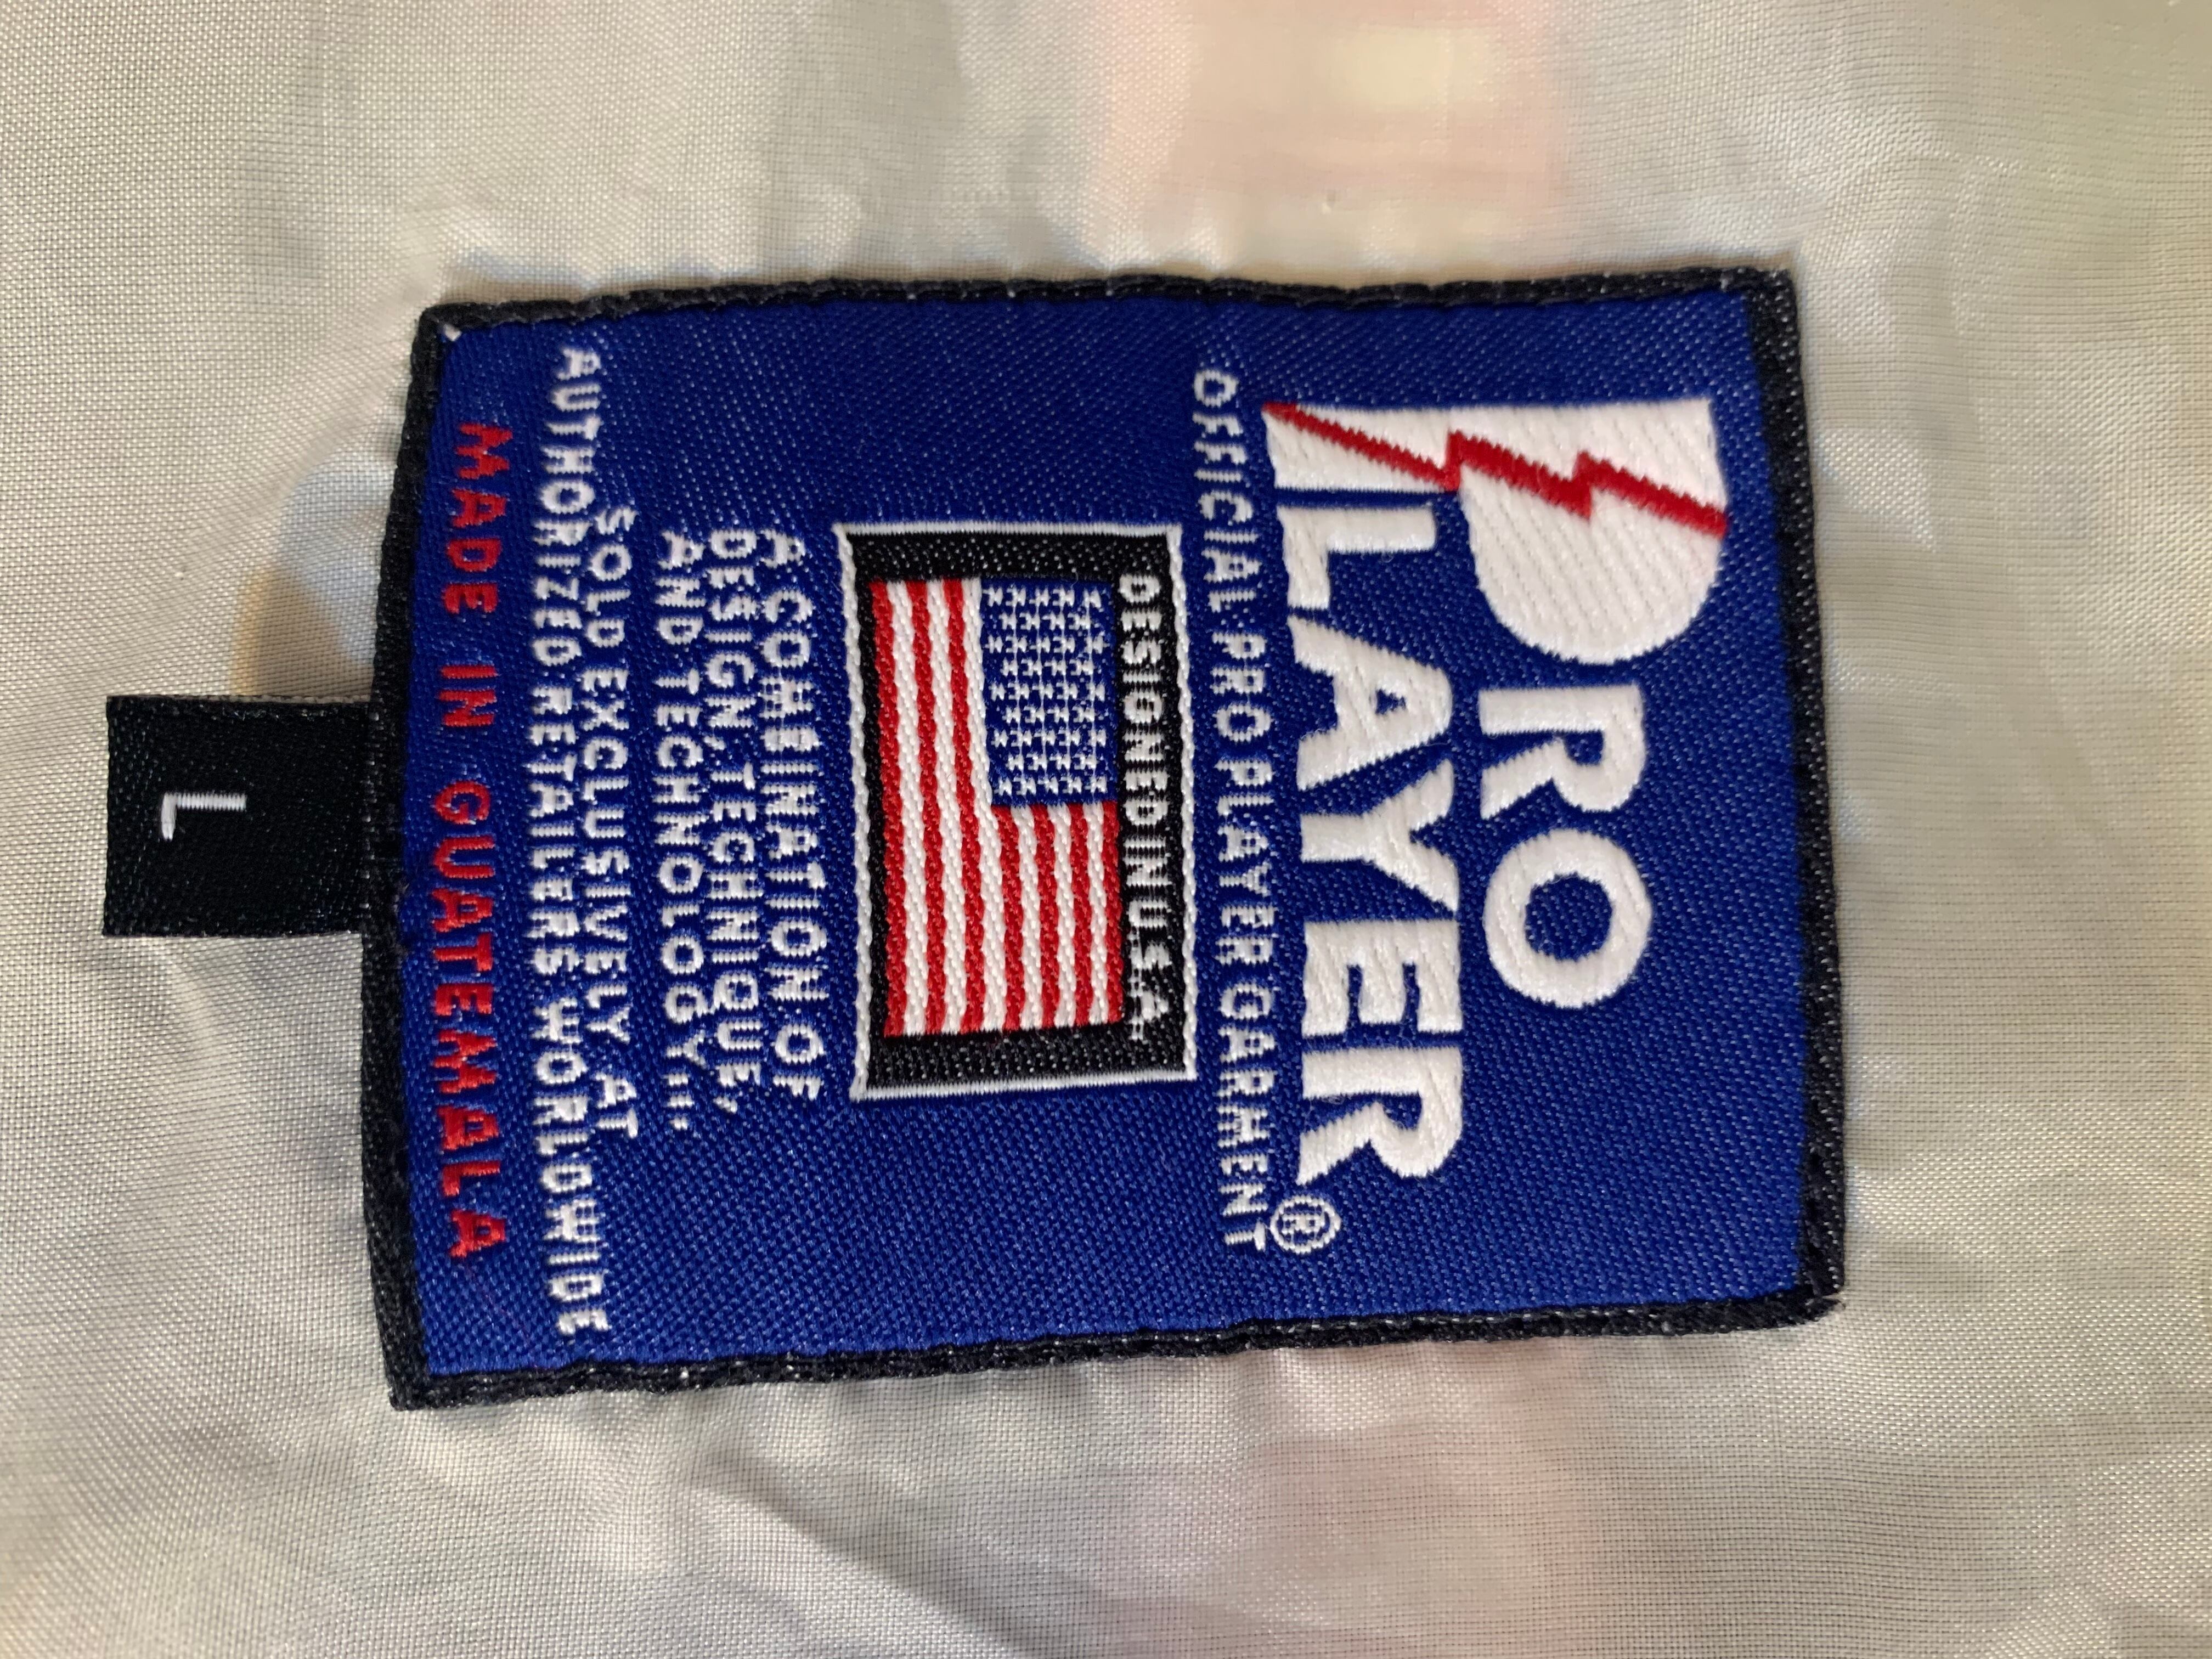 PRO
PLAYER®
OFFICIAL PRO PLAYER GARMENT
DESIGNED IN U.S.A.
A COMBINATION OF
DESIGN, TECHNIQUE,
AND TECHNOLOGY...
SOLD EXCLUSIVELY AT
AUTHORIZED RETAILERS WORLDWIDE
MADE IN GUATEMALA
L